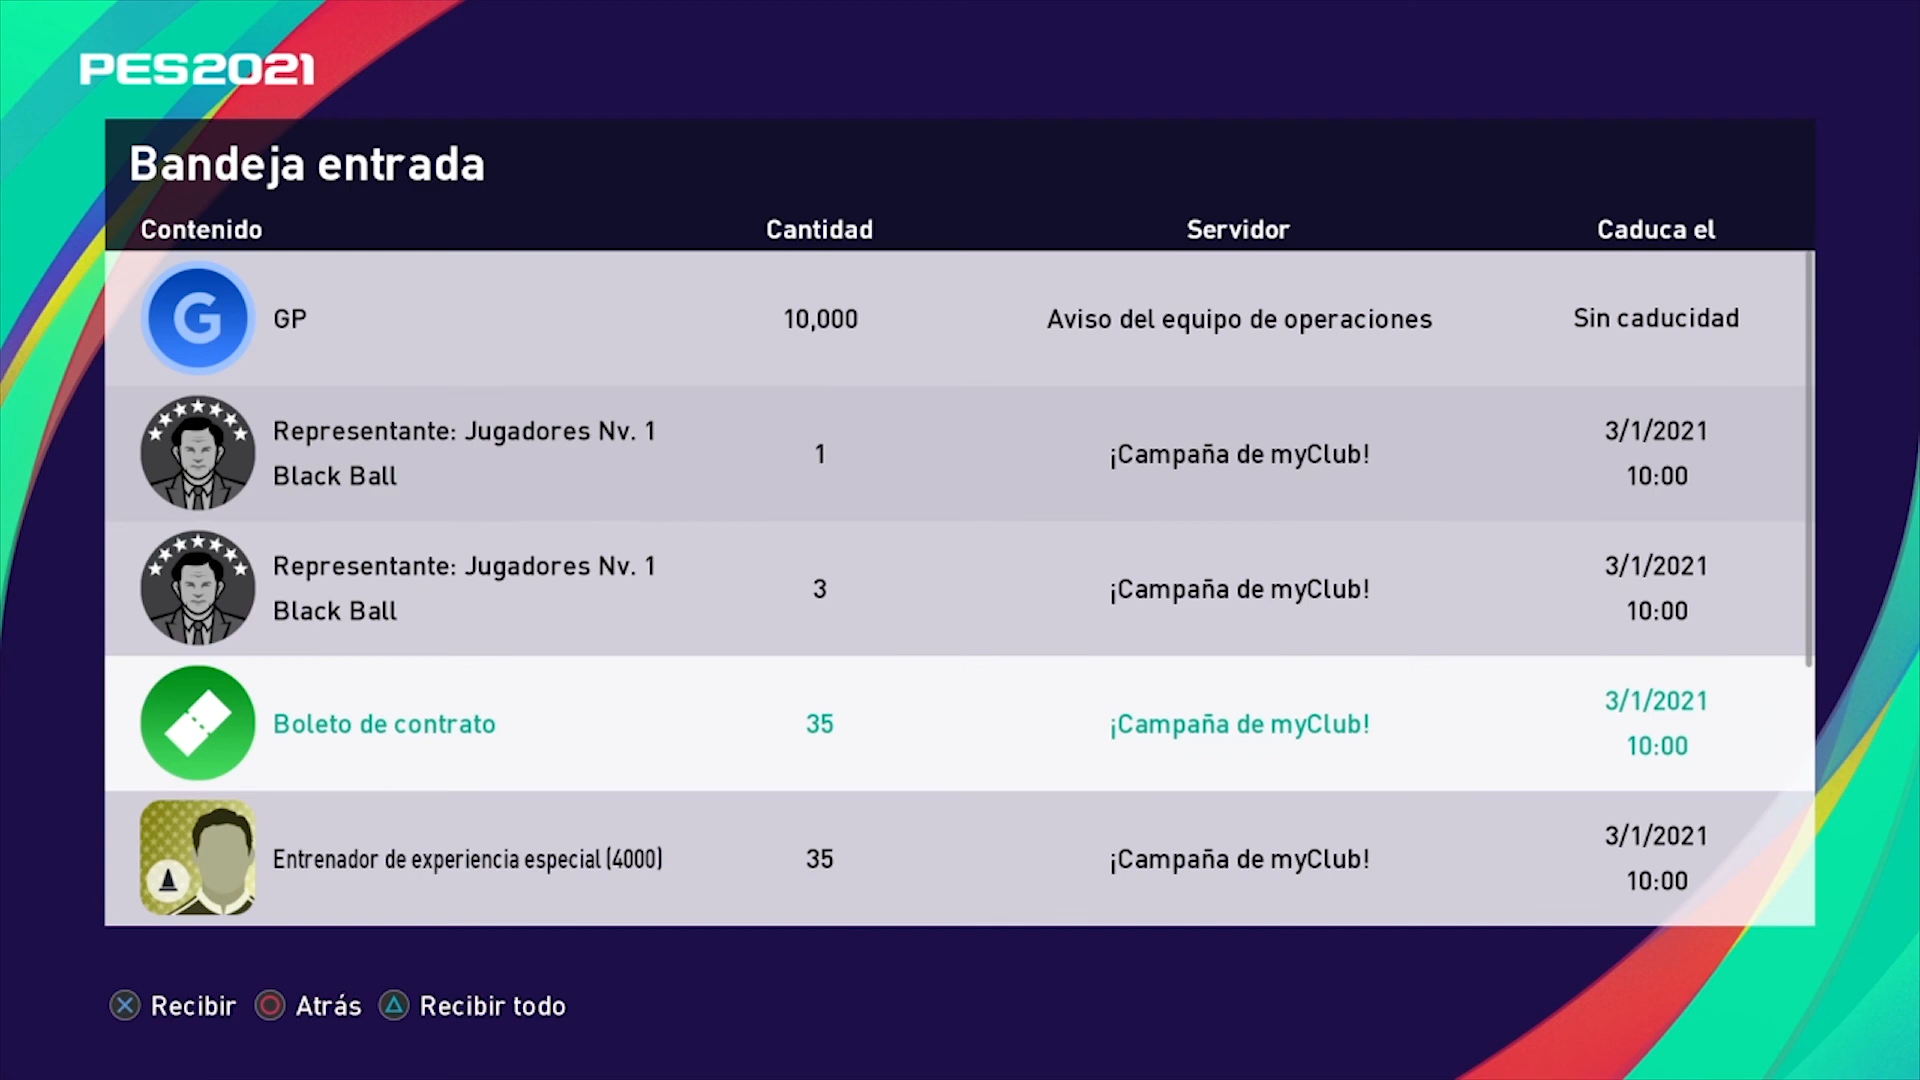 PES2021
Bandeja entrada
Contenido Cantidad Servidor Caduca el
G GP 10,000 Aviso del equipo de operaciones Sin caducidad
Representante: Jugadores Nv. 1
Black Ball
1 ¡Campaña de myClub!
3/1/2021
10:00
Representante: Jugadores Nv. 1
Black Ball
3 ¡Campaña de myClub!
3/1/2021
10:00
Boleto de contrato 35 ¡Campaña de myClub!
3/1/2021
10:00
Entrenador de experiencia especial (4000) 35 ¡Campaña de myClub!
3/1/2021
10:00
Recibir Atrás Recibir todo